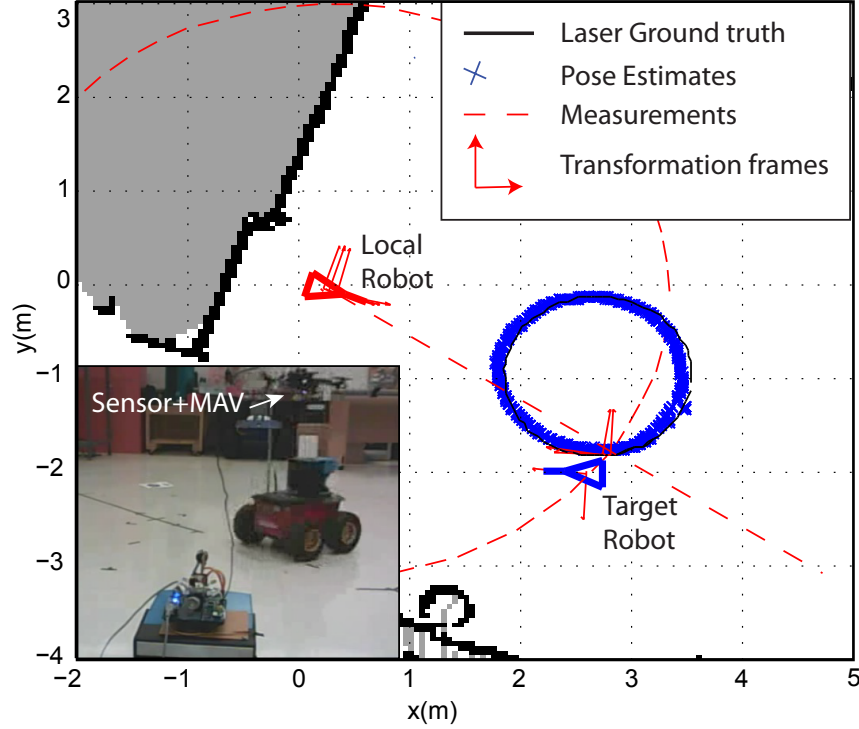 3
2
1
0
−1
−2
−3
−4
y(m)
−2
−1
0
1
2
3
4
5
x(m)
Laser Ground truth
Pose Estimates
Measurements
Transformation frames
Local
Robot
Sensor+MAV
Target
Robot